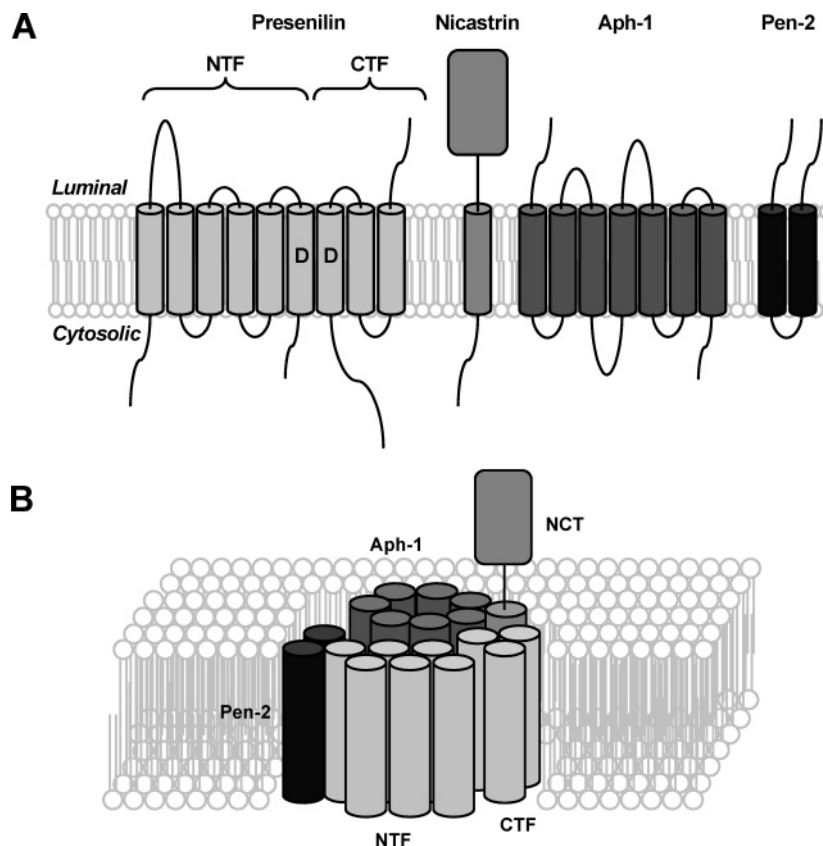 A
Presenilin Nicastrin Aph-1 Pen-2
NTF CTF
Luminal
D D
Cytosolic
B
NCT
Aph-1
Pen-2
CTF
NTF